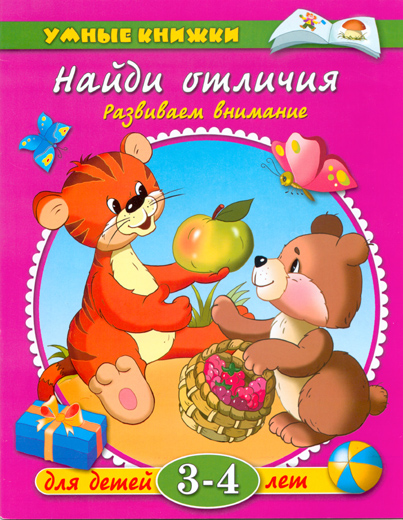 УМНЫЕ КНИЖКИ
Найди отличия
Развиваем внимание
для детей 3-4 лет